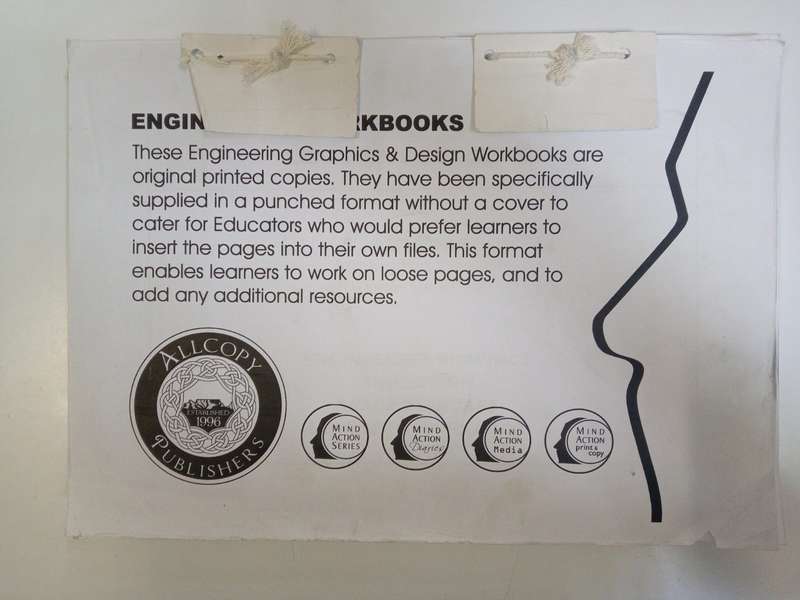 ENGIN RKBOOKS
These Engineering Graphics & Design Workbooks are
original printed copies. They have been specifically
supplied in a punched format without a cover to
cater for Educators who would prefer learners to
insert the pages into their own files. This format
enables learners to work on loose pages, and to
add any additional resources.
ALLCOPY
ESTABLISHED
1996
PUBLISHERS
MIND
ACTION
SERIES
MIND
ACTION
Diaries
MIND
ACTION
Media
MIND
ACTION
print &
copy